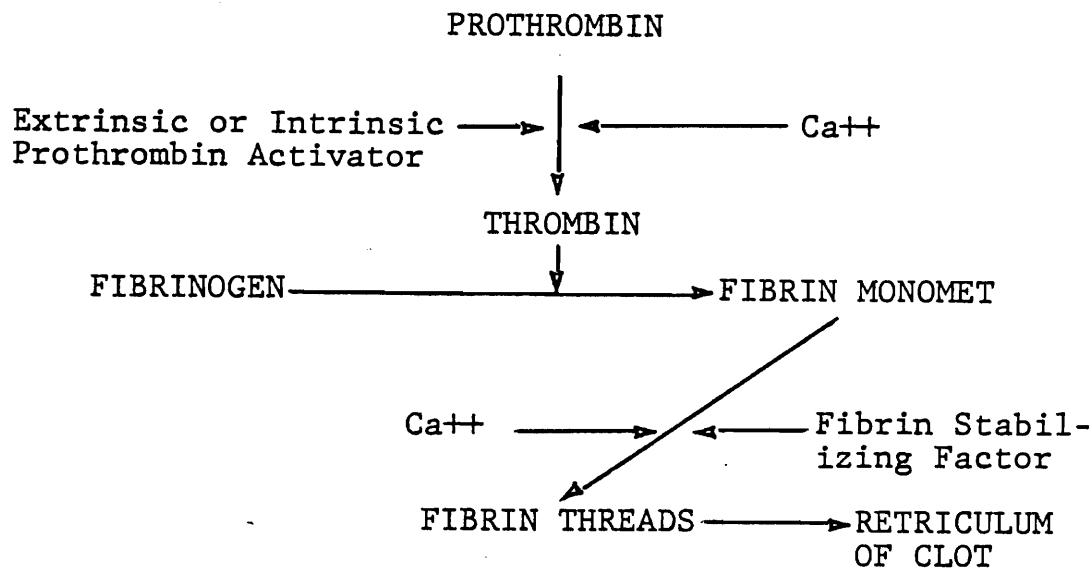 PROTHROMBIN
Extrinsic or Intrinsic
Prothrombin Activator
Ca++
THROMBIN
FIBRINOGEN
FIBRIN MONOMET
Ca++
Fibrin Stabil-
izing Factor
FIBRIN THREADS
RETRICULUM
OF CLOT